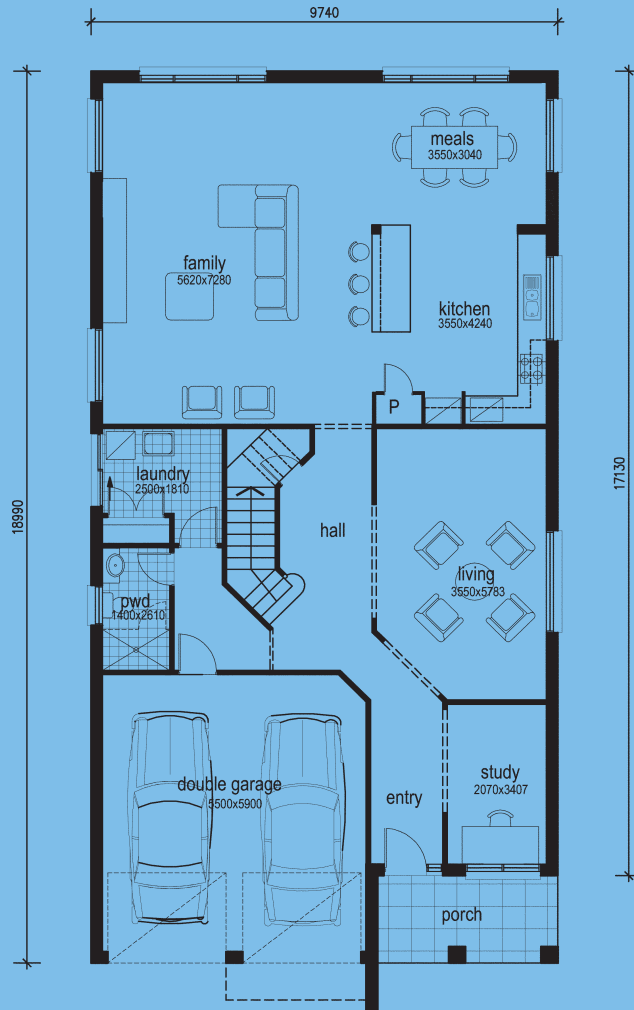 9740
meals
3550x3040
family
5620x7280
kitchen
3550x4240
P
laundry
2500x1810
17130
18990
hall
living
3550x5783
pwd
1400x2610
double garage
5500x5900
study
2070x3407
entry
porch